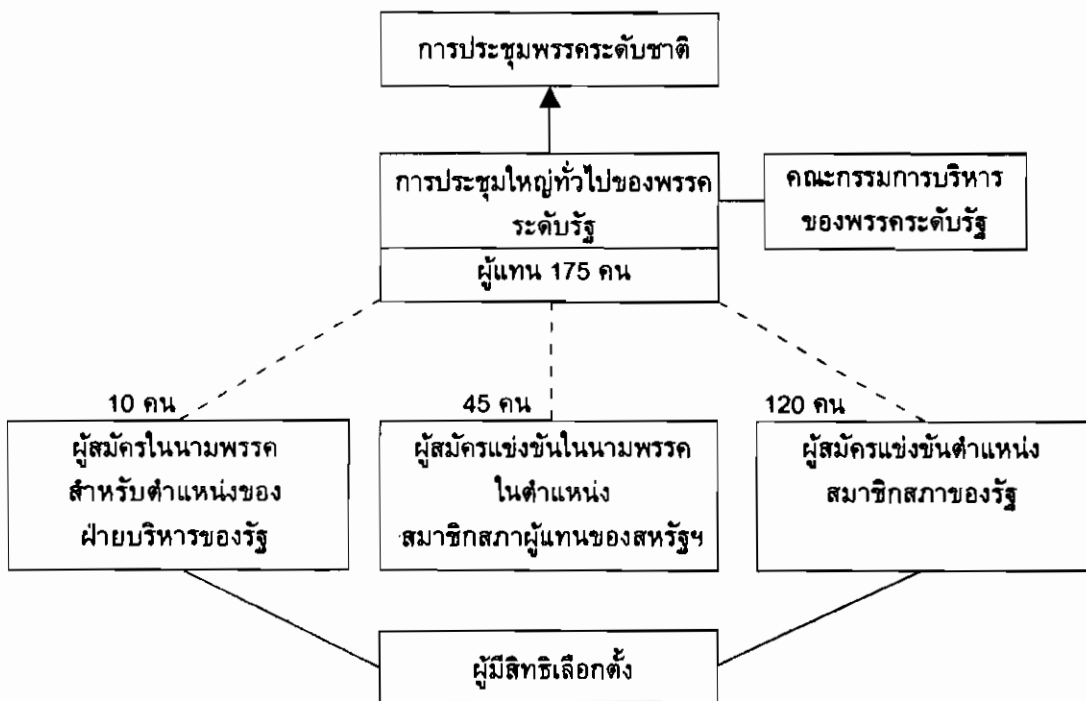 การประชุมพรรคระดับชาติ
การประชุมใหญ่ทั่วไปของพรรค
ระดับรัฐ
ผู้แทน 175 คน
คณะกรรมการบริหาร
ของพรรคระดับรัฐ
10 คน
ผู้สมัครในนามพรรค
สำหรับตำแหน่งของ
ฝ่ายบริหารของรัฐ
45 คน
ผู้สมัครแข่งขันในนามพรรค
ในตำแหน่ง
สมาชิกสภาผู้แทนของสหรัฐฯ
120 คน
ผู้สมัครแข่งขันตำแหน่ง
สมาชิกสภาของรัฐ
ผู้มีสิทธิเลือกตั้ง